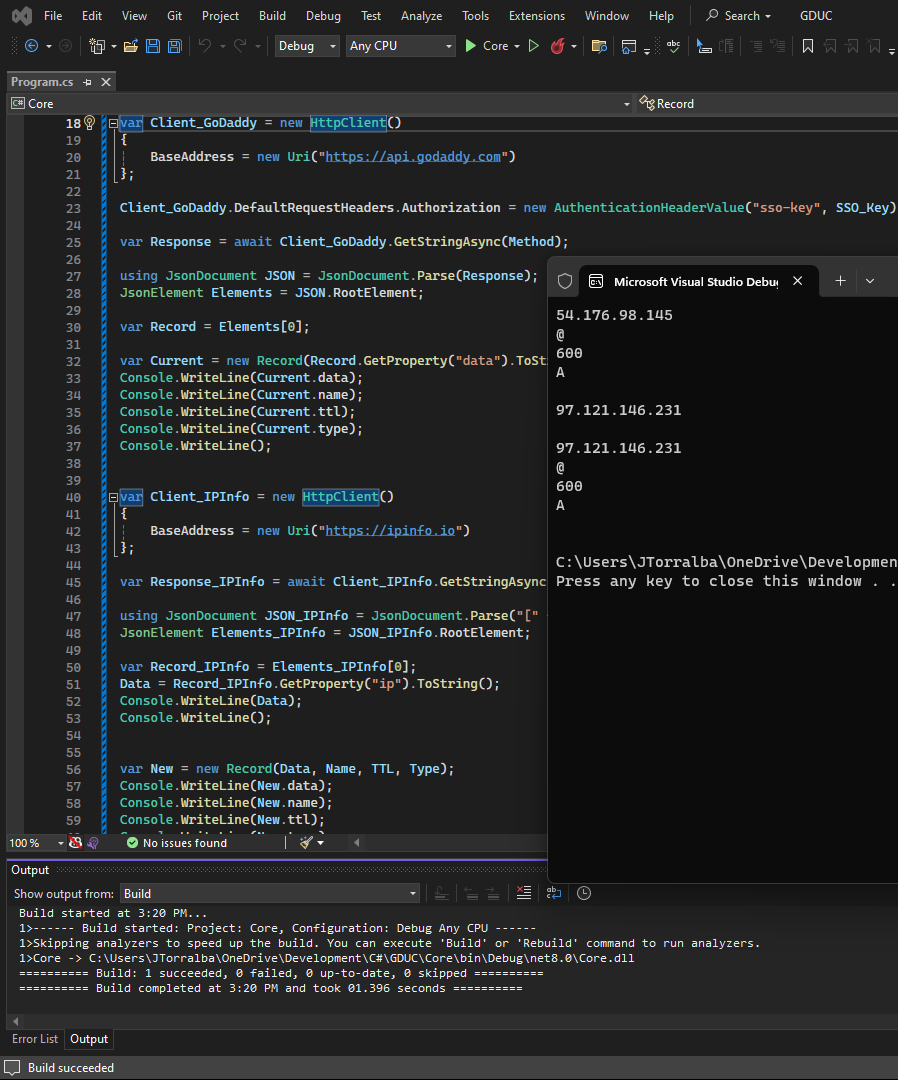 File Edit View Git Project Build Debug Test Analyze Tools Extensions Window Help Search GDUC
Debug Any CPU Core
Program.cs
C# Core Record
18 var Client_GoDaddy = new HttpClient()
19 {
20 BaseAddress = new Uri("https://api.godaddy.com")
21 };
22
23 Client_GoDaddy.DefaultRequestHeaders.Authorization = new AuthenticationHeaderValue("sso-key", SSO_Key)
24
25 var Response = await Client_GoDaddy.GetStringAsync(Method);
26
27 using JsonDocument JSON = JsonDocument.Parse(Response);
28 JsonElement Elements = JSON.RootElement;
29
30 var Record = Elements[0];
31
32 var Current = new Record(Record.GetProperty("data").ToSt
33 Console.WriteLine(Current.data);
34 Console.WriteLine(Current.name);
35 Console.WriteLine(Current.ttl);
36 Console.WriteLine(Current.type);
37 Console.WriteLine();
38
39
40 var Client_IPInfo = new HttpClient()
41 {
42 BaseAddress = new Uri("https://ipinfo.io")
43 };
44
45 var Response_IPInfo = await Client_IPInfo.GetStringAsync
46
47 using JsonDocument JSON_IPInfo = JsonDocument.Parse("["
48 JsonElement Elements_IPInfo = JSON_IPInfo.RootElement;
49
50 var Record_IPInfo = Elements_IPInfo[0];
51 Data = Record_IPInfo.GetProperty("ip").ToString();
52 Console.WriteLine(Data);
53 Console.WriteLine();
54
55
56 var New = new Record(Data, Name, TTL, Type);
57 Console.WriteLine(New.data);
58 Console.WriteLine(New.name);
59 Console.WriteLine(New.ttl);
Microsoft Visual Studio Debug
54.176.98.145
@
600
A
97.121.146.231
97.121.146.231
@
600
A
C:\Users\JTorralba\OneDrive\Development
Press any key to close this window . .
100 % No issues found
Output
Show output from: Build
Build started at 3:20 PM...
1>------ Build started: Project: Core, Configuration: Debug Any CPU ------
1>Skipping analyzers to speed up the build. You can execute 'Build' or 'Rebuild' command to run analyzers.
1>Core -> C:\Users\JTorralba\OneDrive\Development\C#\GDUC\Core\bin\Debug\net8.0\Core.dll
========== Build: 1 succeeded, 0 failed, 0 up-to-date, 0 skipped ==========
========== Build completed at 3:20 PM and took 01.396 seconds ==========
Error List Output
Build succeeded